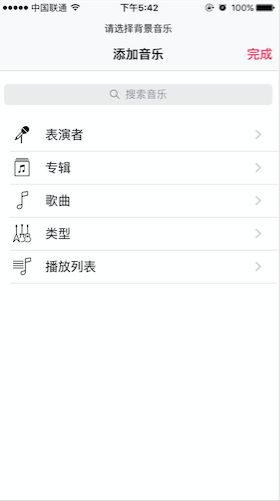 中国联通 下午5:42 100%
请选择背景音乐
添加音乐 完成
搜索音乐
表演者
专辑
歌曲
类型
播放列表